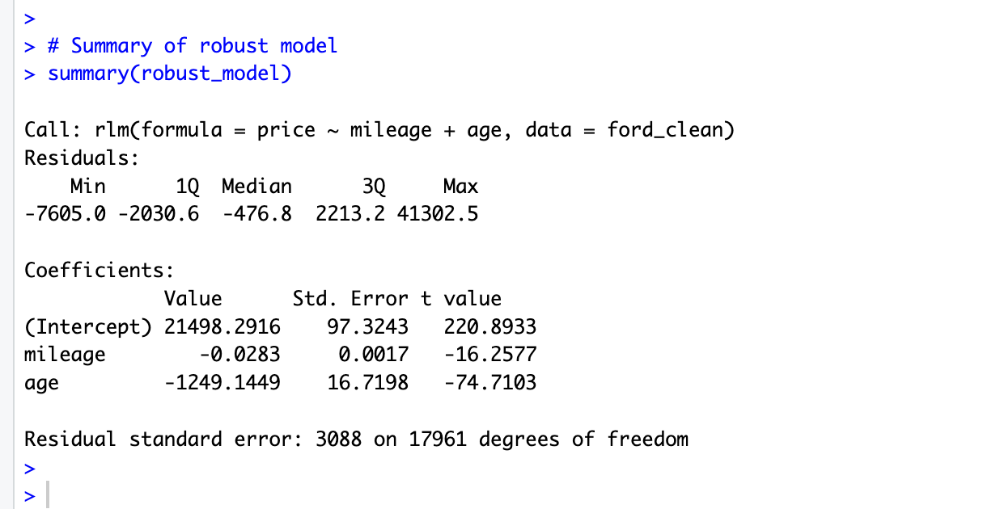 >
> # Summary of robust model
> summary(robust_model)
Call: rlm(formula = price ~ mileage + age, data = ford_clean)
Residuals:
    Min      1Q  Median      3Q     Max
-7605.0 -2030.6  -476.8  2213.2 41302.5
Coefficients:
            Value      Std. Error t value
(Intercept) 21498.2916    97.3243   220.8933
mileage        -0.0283     0.0017   -16.2577
age         -1249.1449    16.7198   -74.7103
Residual standard error: 3088 on 17961 degrees of freedom
>
>